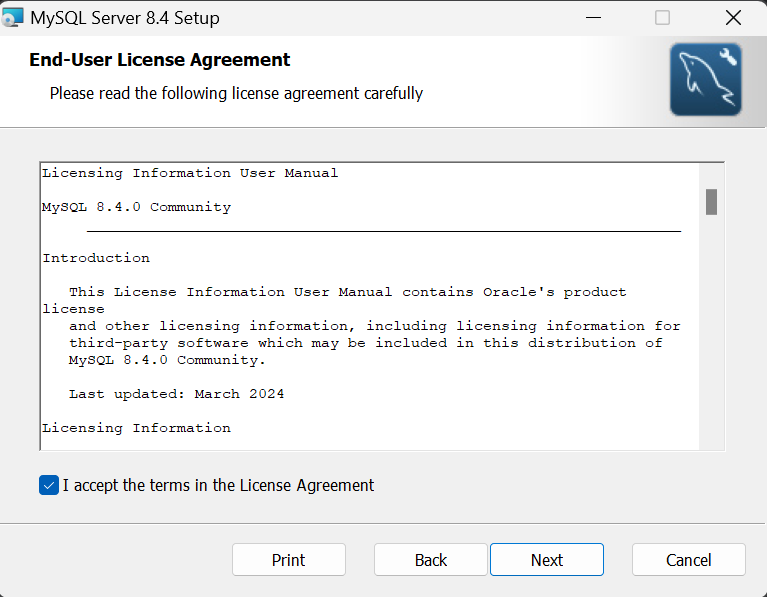 MySQL Server 8.4 Setup
End-User License Agreement
Please read the following license agreement carefully
Licensing Information User Manual
MySQL 8.4.0 Community
Introduction
This License Information User Manual contains Oracle's product
license
and other licensing information, including licensing information for
third-party software which may be included in this distribution of
MySQL 8.4.0 Community.
Last updated: March 2024
Licensing Information
I accept the terms in the License Agreement
Print
Back
Next
Cancel